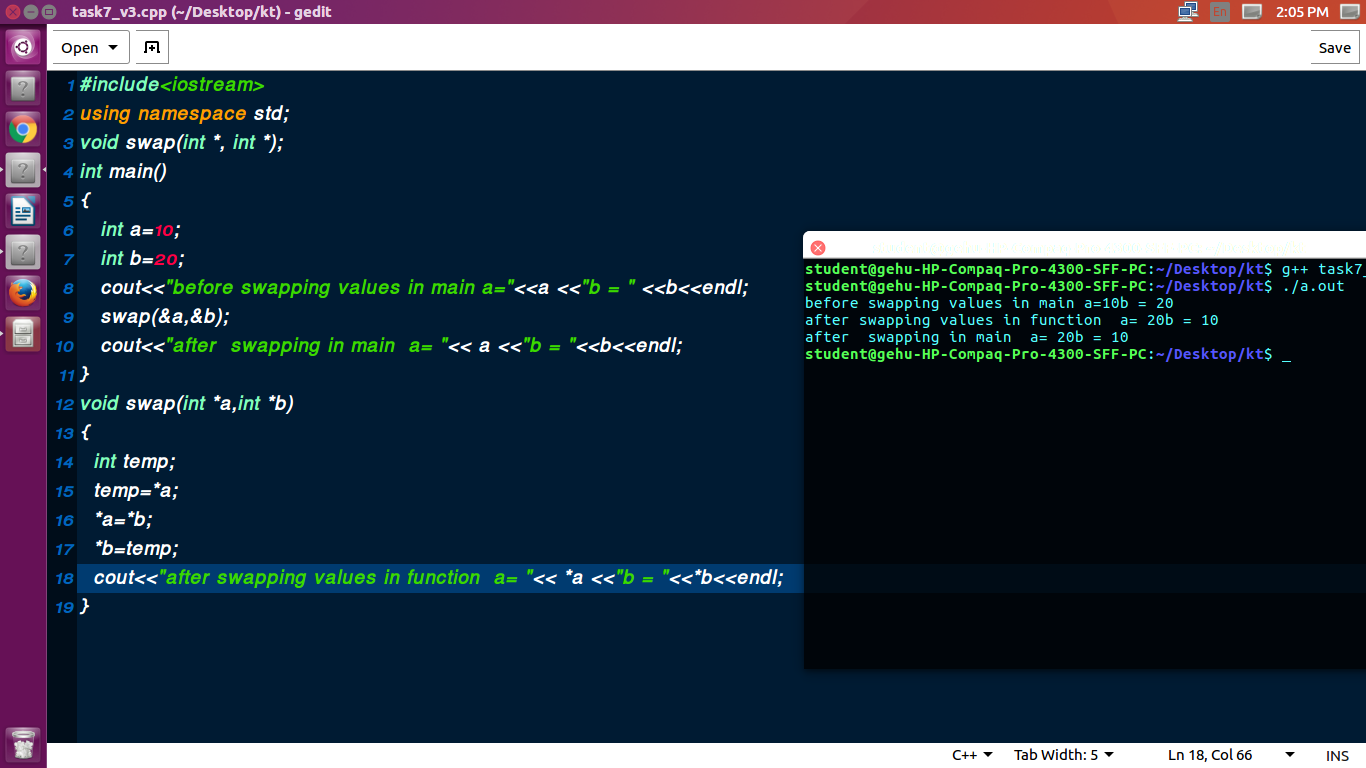 task7_v3.cpp (~/Desktop/kt) - gedit
En
2:05 PM
Open
Save
1 #include<iostream>
2 using namespace std;
3 void swap(int *, int *);
4 int main()
5 {
6 int a=10;
7 int b=20;
8 cout<<"before swapping values in main a="<<a <<"b = " <<b<<endl;
9 swap(&a,&b);
10 cout<<"after  swapping in main  a= "<< a <<"b = "<<b<<endl;
11 }
12 void swap(int *a,int *b)
13 {
14 int temp;
15 temp=*a;
16 *a=*b;
17 *b=temp;
18 cout<<"after swapping values in function  a= "<< *a <<"b = "<<*b<<endl;
19 }
student@gehu-HP-Compaq-Pro-4300-SFF-PC:~/Desktop/kt$ g++ task7_
student@gehu-HP-Compaq-Pro-4300-SFF-PC:~/Desktop/kt$ ./a.out
before swapping values in main a=10b = 20
after swapping values in function  a= 20b = 10
after  swapping in main  a= 20b = 10
student@gehu-HP-Compaq-Pro-4300-SFF-PC:~/Desktop/kt$ _
C++
Tab Width: 5
Ln 18, Col 66
INS